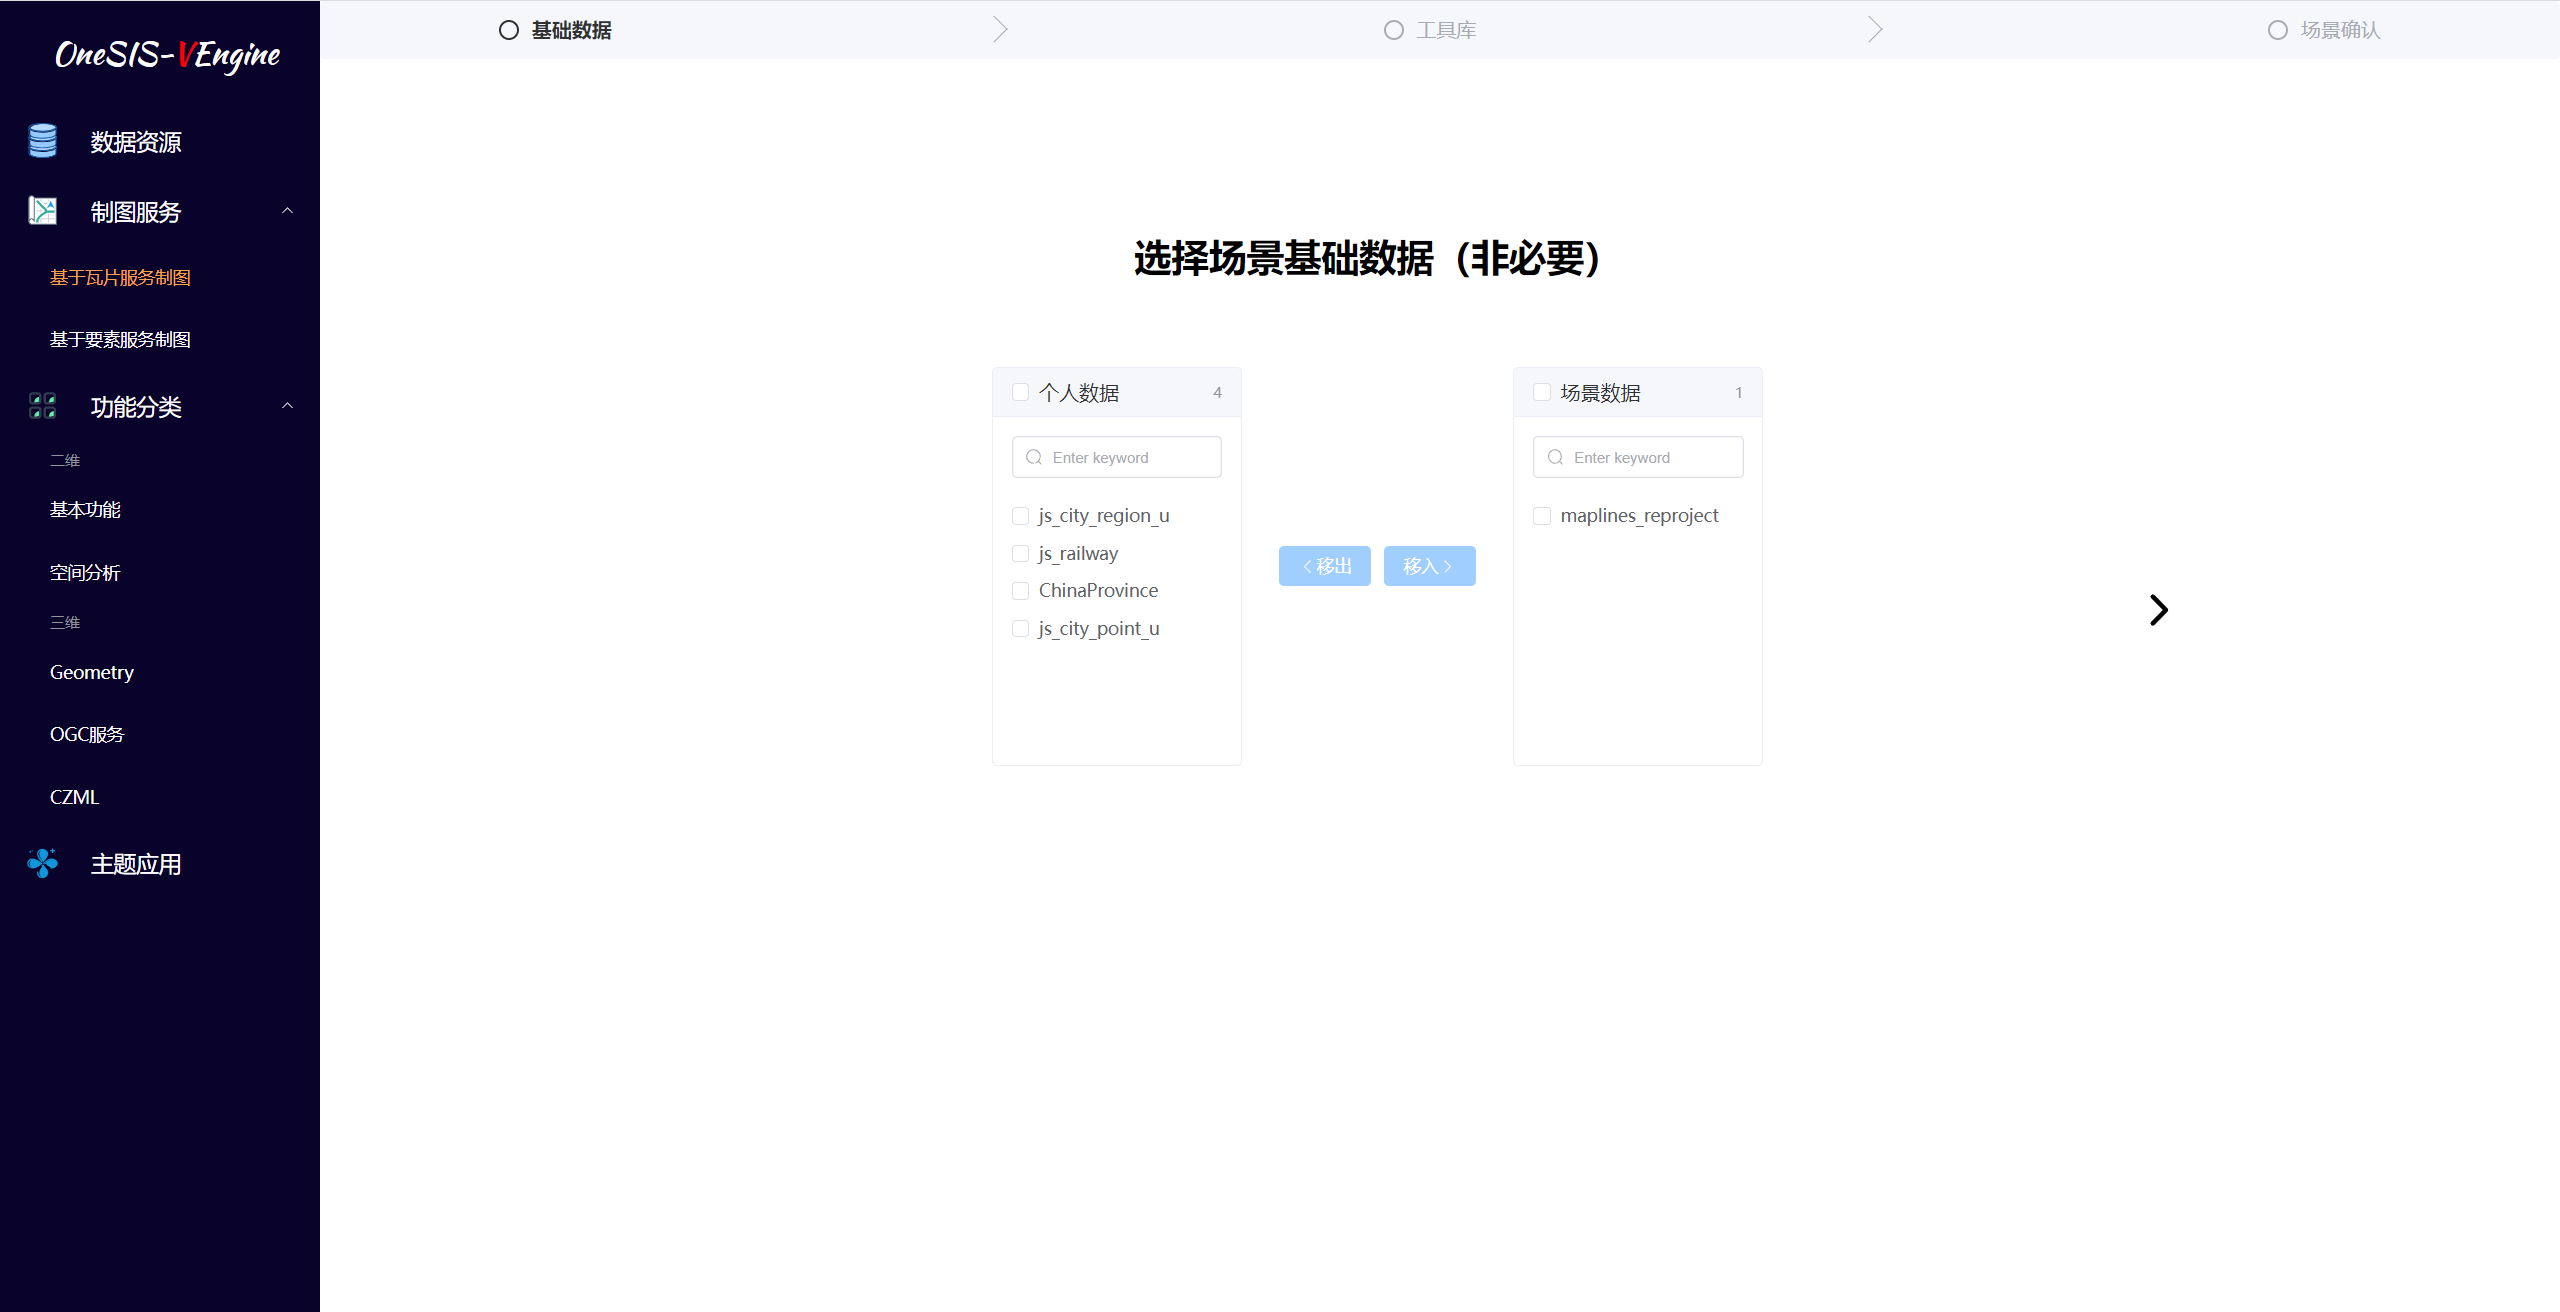 OneSIS-VEngine
数据资源
制图服务
基于瓦片服务制图
基于要素服务制图
功能分类
二维
基本功能
空间分析
三维
Geometry
OGC服务
CZML
主题应用
基础数据
工具库
场景确认
选择场景基础数据（非必要）
个人数据 4
Enter keyword
js_city_region_u
js_railway
ChinaProvince
js_city_point_u
移出
移入
场景数据 1
Enter keyword
maplines_reproject